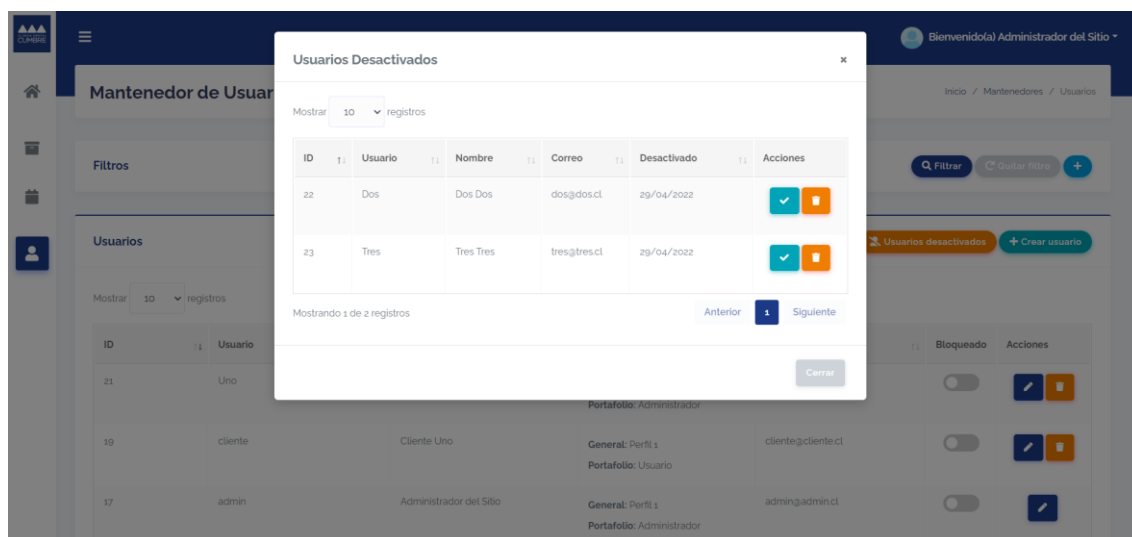 CUMBRE
Bienvenido(a) Administrador del Sitio
Mantenedor de Usuar
Inicio / Mantenedores / Usuarios
Filtros
Filtrar
Quitar filtro
Usuarios
Usuarios desactivados
Crear usuario
Mostrar 10 registros
ID Usuario Bloqueado Acciones
21 Uno
Portafolio: Administrador
19 cliente Cliente Uno General: Perfil 1 cliente@cliente.cl
Portafolio: Usuario
17 admin Administrador del Sitio General: Perfil 1 admin@admin.cl
Portafolio: Administrador
Usuarios Desactivados
Mostrar 10 registros
ID Usuario Nombre Correo Desactivado Acciones
22 Dos Dos Dos dos@dos.cl 29/04/2022
23 Tres Tres Tres tres@tres.cl 29/04/2022
Mostrando 1 de 2 registros
Anterior 1 Siguiente
Cerrar